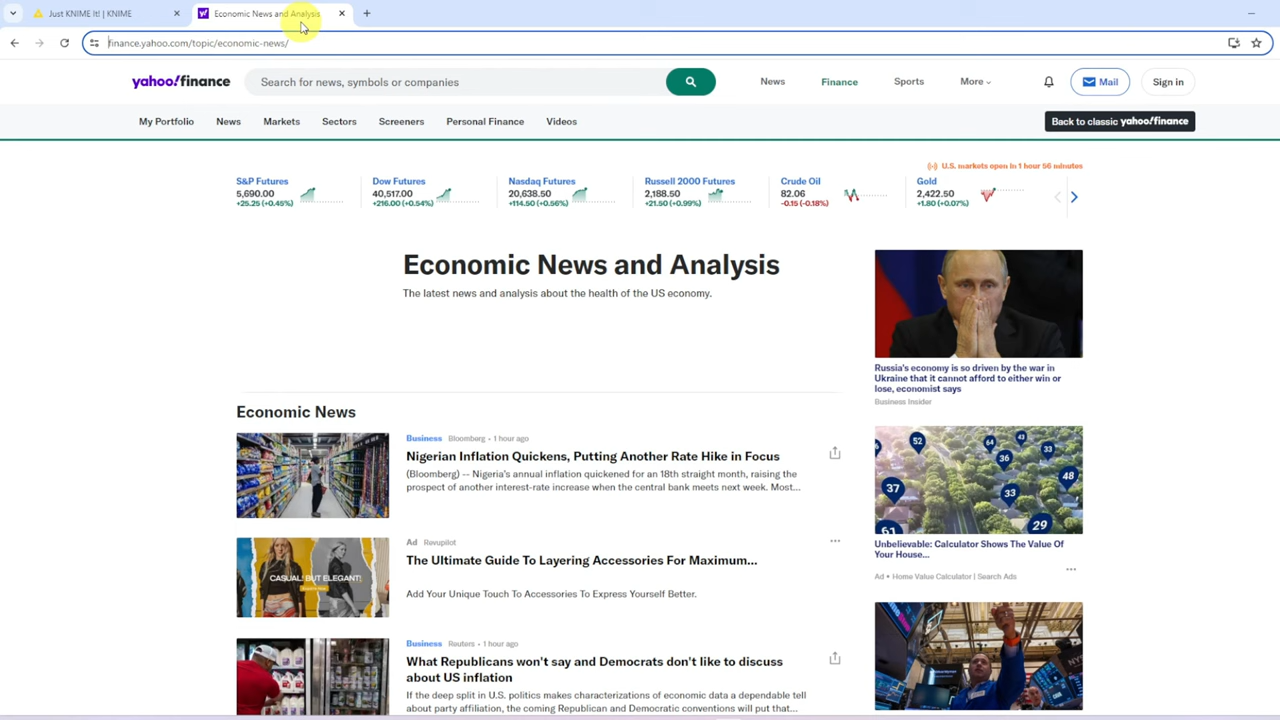 Just KNIME It! | KNIME
Economic News and Analysis
finance.yahoo.com/topic/economic-news/
yahoo!finance
Search for news, symbols or companies
News
Finance
Sports
More
Mail
Sign in
My Portfolio
News
Markets
Sectors
Screeners
Personal Finance
Videos
Back to classic yahoo!finance
U.S. markets open in 1 hour 56 minutes
S&P Futures
5,690.00
+25.25 (+0.45%)
Dow Futures
40,517.00
+216.00 (+0.54%)
Nasdaq Futures
20,638.50
+114.50 (+0.56%)
Russell 2000 Futures
2,188.50
+21.50 (+0.99%)
Crude Oil
82.06
-0.15 (-0.18%)
Gold
2,422.50
+1.80 (+0.07%)
Economic News and Analysis
The latest news and analysis about the health of the US economy.
Economic News
Business Bloomberg • 1 hour ago
Nigerian Inflation Quickens, Putting Another Rate Hike in Focus
(Bloomberg) -- Nigeria's annual inflation quickened for an 18th straight month, raising the
prospect of another interest-rate increase when the central bank meets next week. Most...
CASUAL, BUT ELEGANT!
Ad Revupilot
The Ultimate Guide To Layering Accessories For Maximum...
Add Your Unique Touch To Accessories To Express Yourself Better.
Business Reuters • 1 hour ago
What Republicans won't say and Democrats don't like to discuss
about US inflation
If the deep split in U.S. politics makes characterizations of economic data a dependable tell
about party affiliation, the coming Republican and Democratic conventions will put that...
Russia's economy is so driven by the war in
Ukraine that it cannot afford to either win or
lose, economist says
Business Insider
52
64
43
36
33
48
37
33
29
61
Unbelievable: Calculator Shows The Value Of
Your House...
Ad • Home Value Calculator | Search Ads